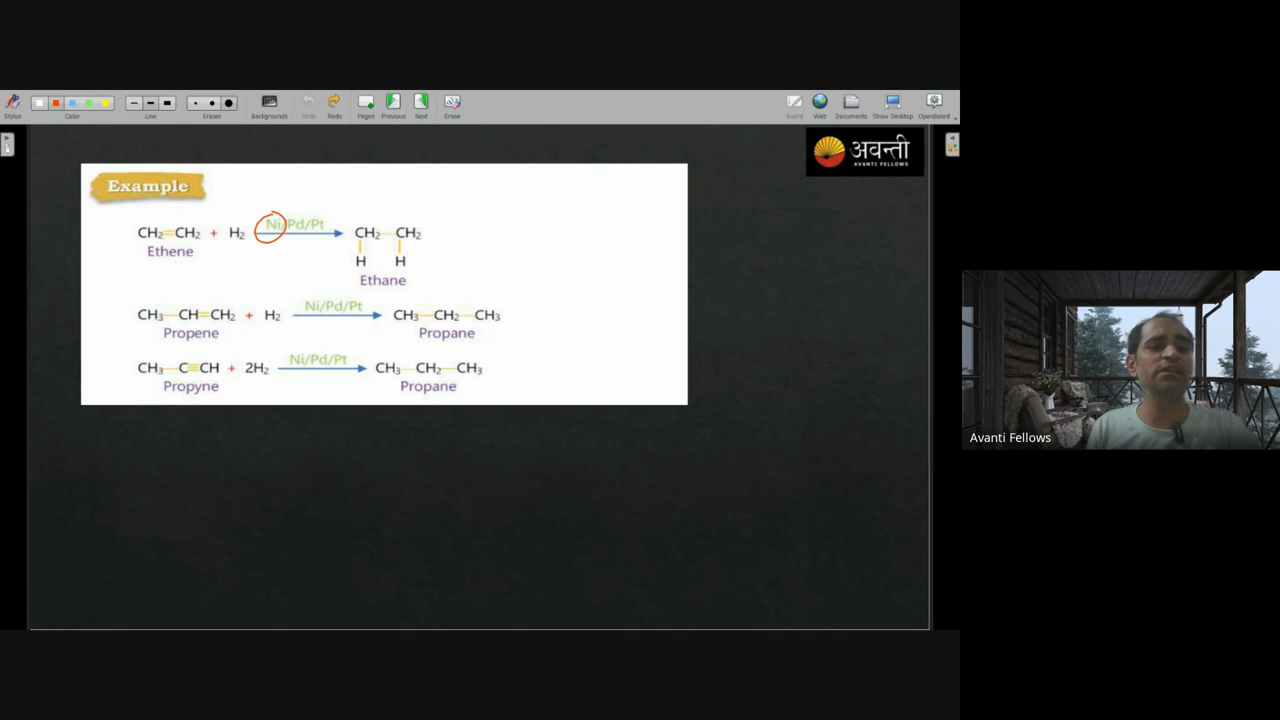 Stylus Color Line Eraser Backgrounds Undo Redo Pages Previous Next Erase Board Web Documents Show Desktop OpenBoard
अवन्ती
AVANTI FELLOWS
Example
CH₂=CH₂ + H₂ Ni/Pd/Pt CH₂—CH₂
H H
Ethene
Ethane
CH₃—CH=CH₂ + H₂ Ni/Pd/Pt CH₃—CH₂—CH₃
Propene Propane
CH₃—C≡CH + 2H₂ Ni/Pd/Pt CH₃—CH₂—CH₃
Propyne Propane
Avanti Fellows